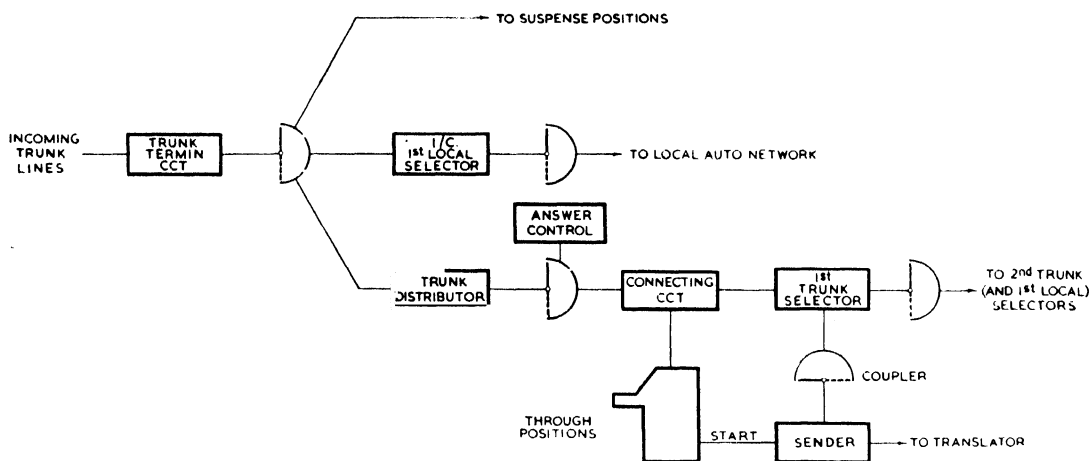 TO SUSPENSE POSITIONS
INCOMING
TRUNK
LINES
TRUNK
TERMIN
CCT
I/C.
1st LOCAL
SELECTOR
TO LOCAL AUTO NETWORK
ANSWER
CONTROL
TRUNK
DISTRIBUTOR
CONNECTING
CCT
1st
TRUNK
SELECTOR
TO 2nd TRUNK
(AND 1st LOCAL)
SELECTORS
COUPLER
THROUGH
POSITIONS
START
SENDER
TO TRANSLATOR